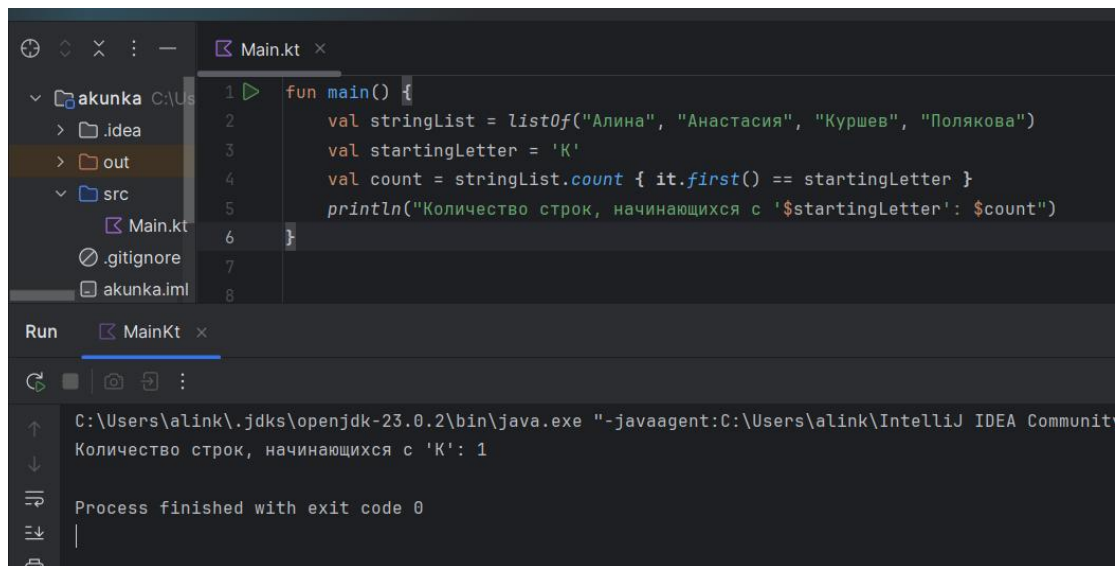 Main.kt
akunka C:\Us
.idea
out
src
Main.kt
.gitignore
akunka.iml
1 fun main() {
2 val stringList = listOf("Алина", "Анастасия", "Куршев", "Полякова")
3 val startingLetter = 'К'
4 val count = stringList.count { it.first() == startingLetter }
5 println("Количество строк, начинающихся с '$startingLetter': $count")
6 }
7
8
Run MainKt
C:\Users\alink\.jdks\openjdk-23.0.2\bin\java.exe "-javaagent:C:\Users\alink\IntelliJ IDEA Community
Количество строк, начинающихся с 'К': 1
Process finished with exit code 0